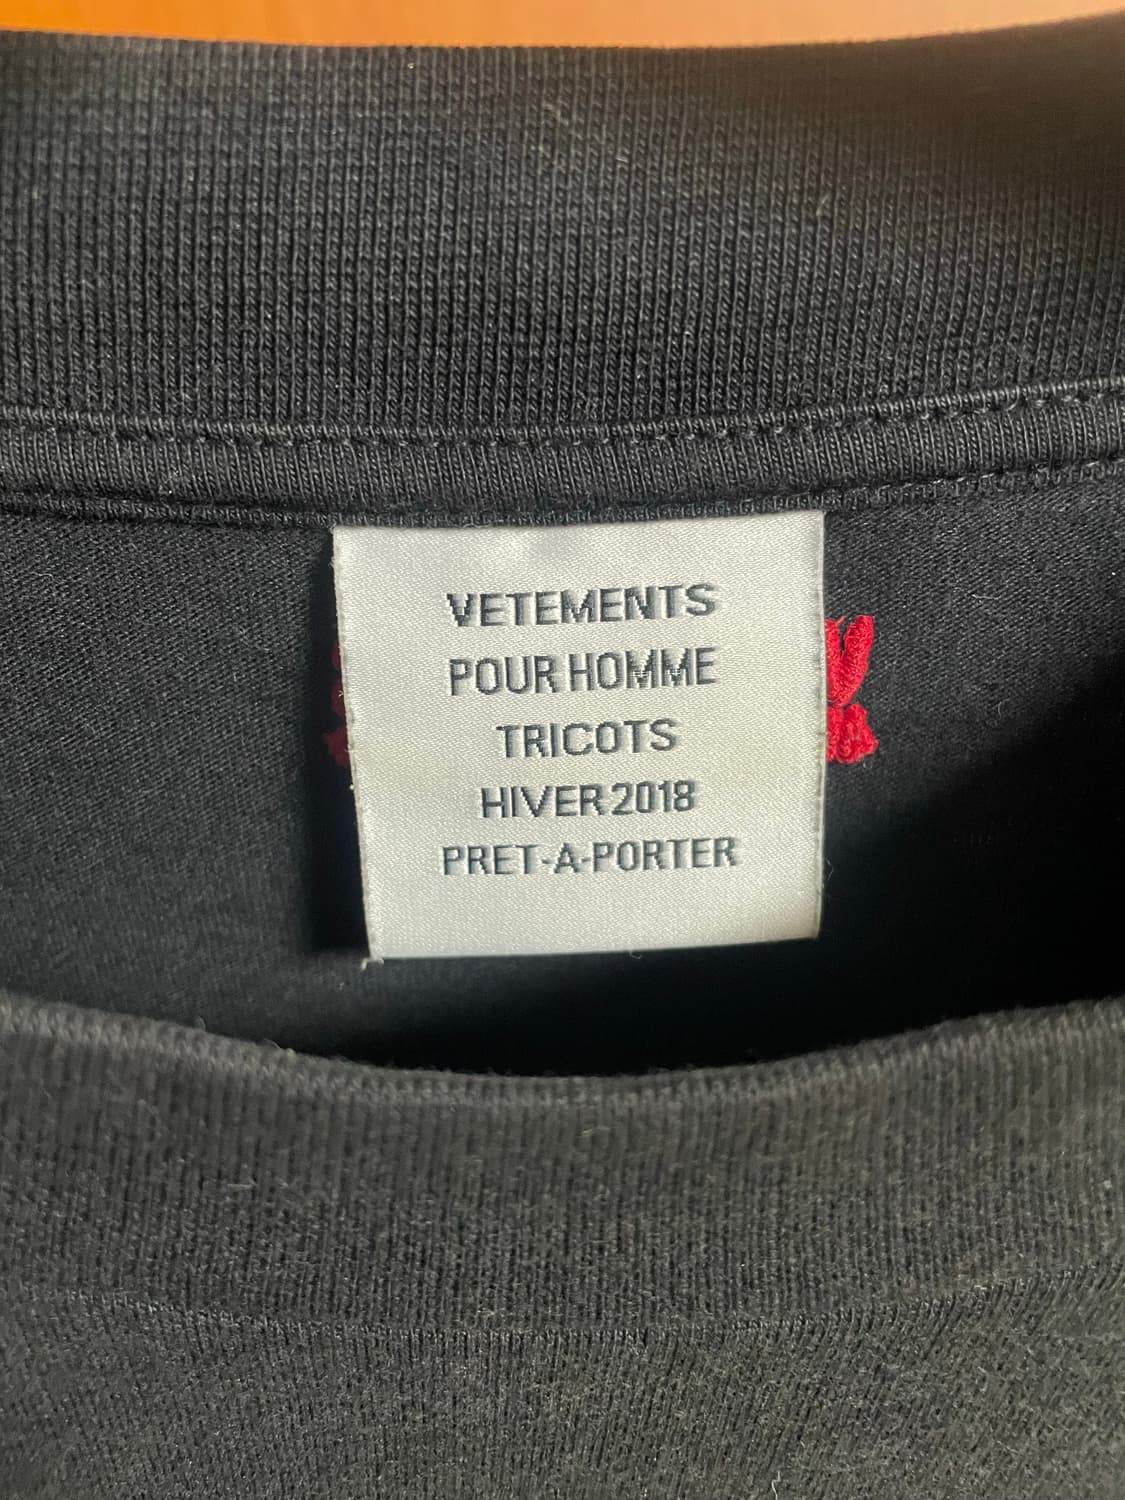 VETEMENTS
POUR HOMME
TRICOTS
HIVER 2018
PRET-A-PORTER